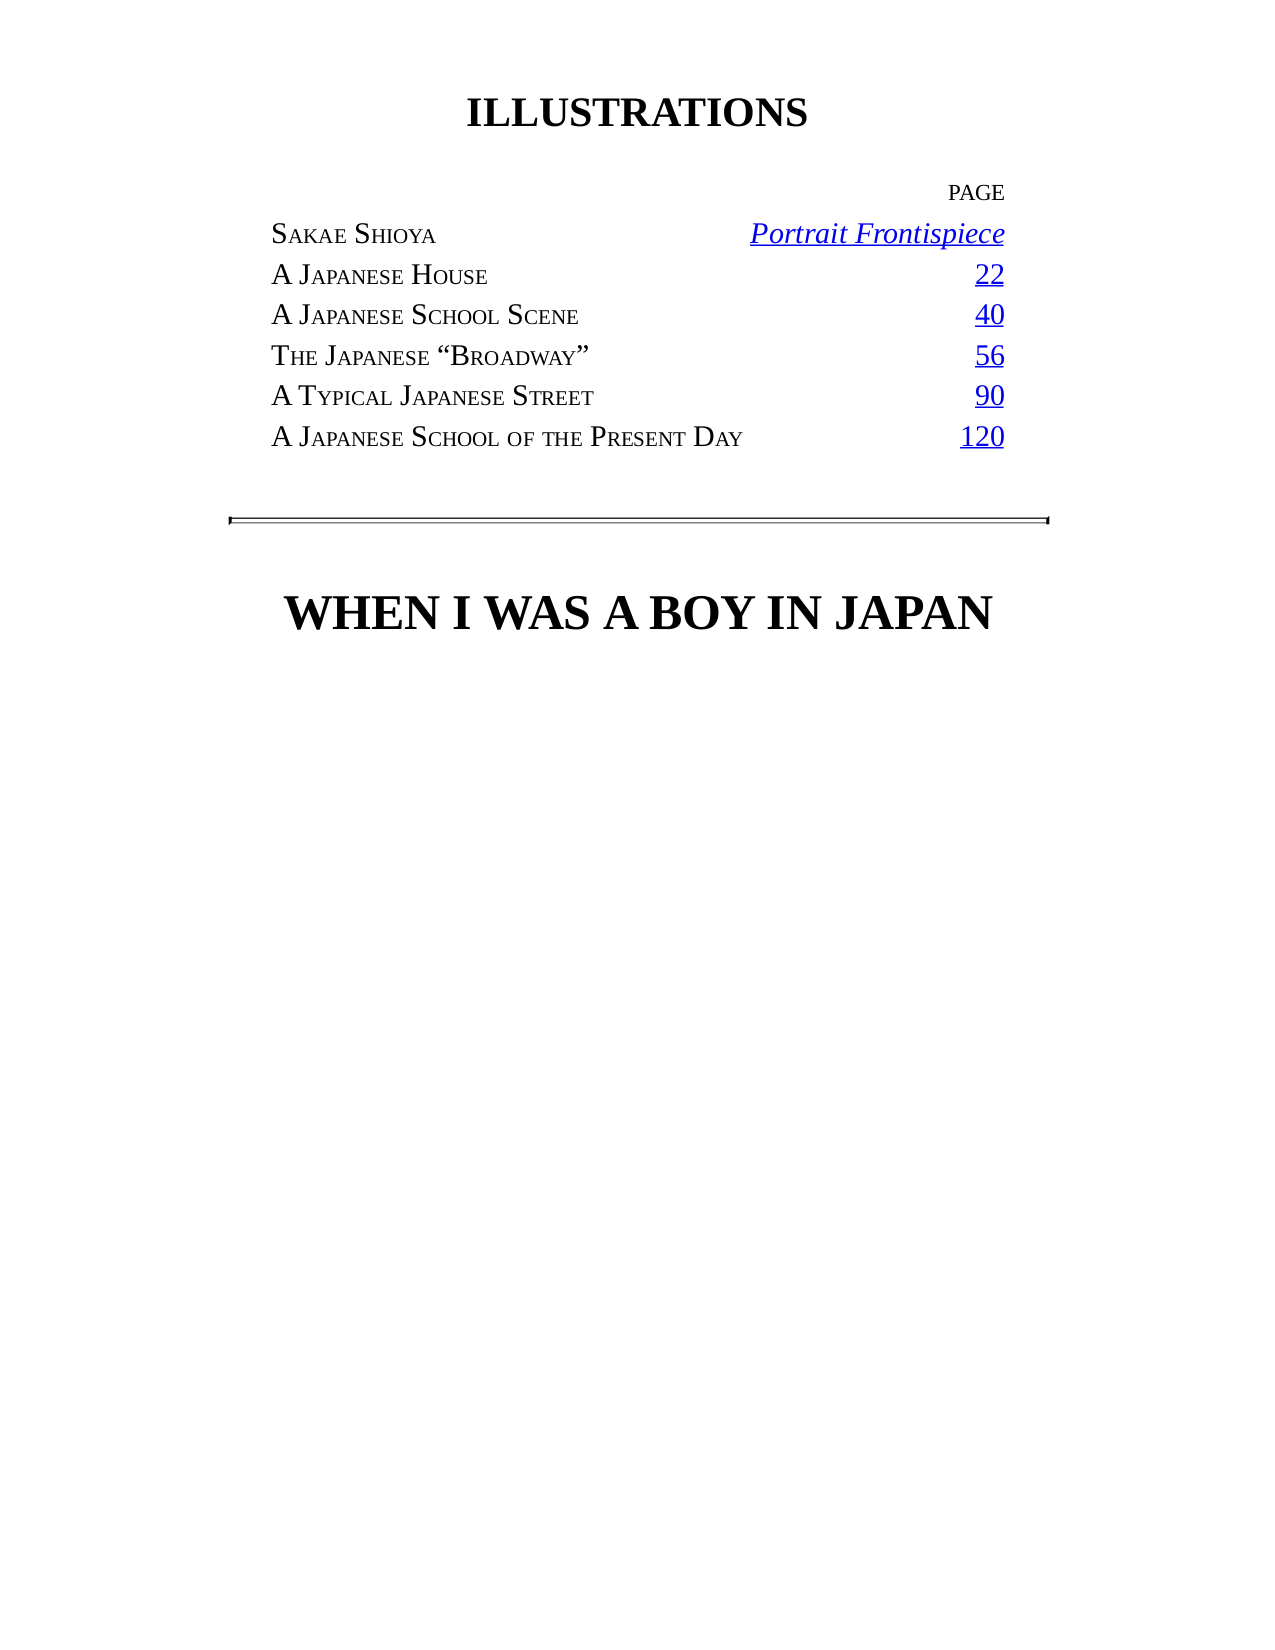 ILLUSTRATIONS
PAGE
Sakae Shioya Portrait Frontispiece
A Japanese House 22
A Japanese School Scene 40
The Japanese “Broadway” 56
A Typical Japanese Street 90
A Japanese School of the Present Day 120
WHEN I WAS A BOY IN JAPAN